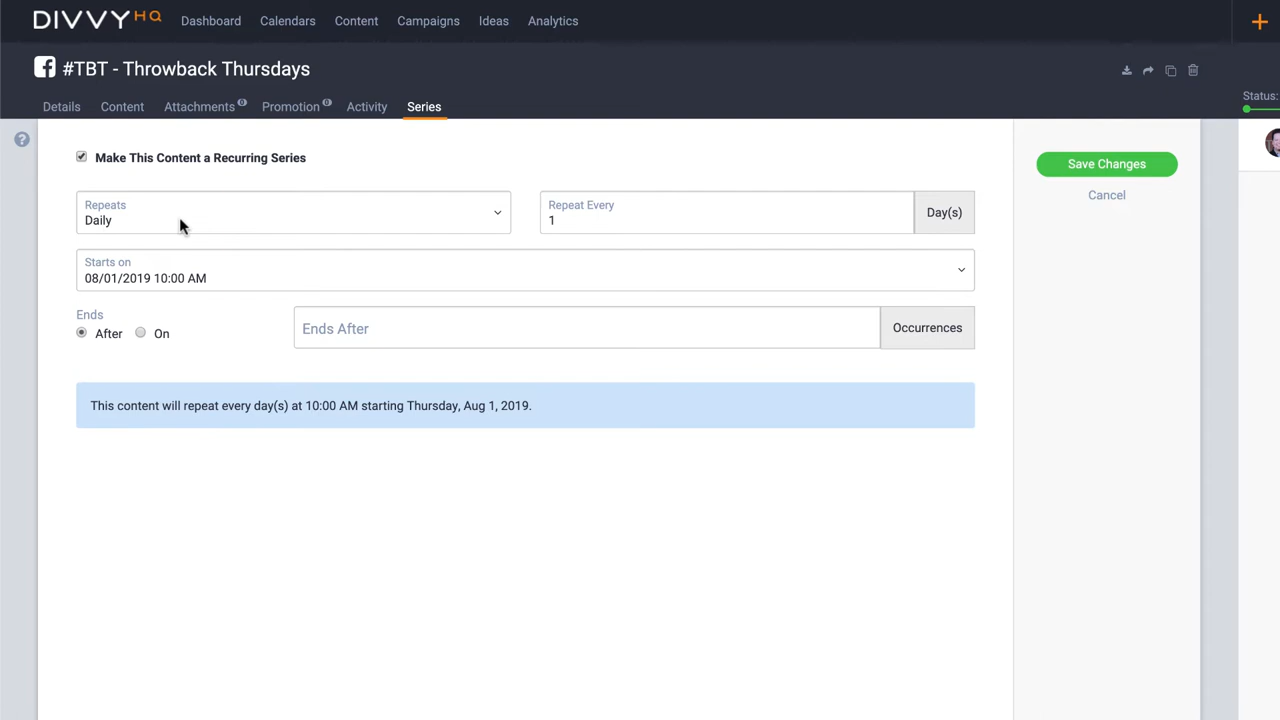 DIVVYHQ Dashboard Calendars Content Campaigns Ideas Analytics +
#TBT - Throwback Thursdays
Status:
Details Content Attachments 0 Promotion 0 Activity Series
?
Make This Content a Recurring Series
Save Changes
Cancel
Repeats
Daily
Repeat Every
1
Day(s)
Starts on
08/01/2019 10:00 AM
Ends
After On
Ends After
Occurrences
This content will repeat every day(s) at 10:00 AM starting Thursday, Aug 1, 2019.